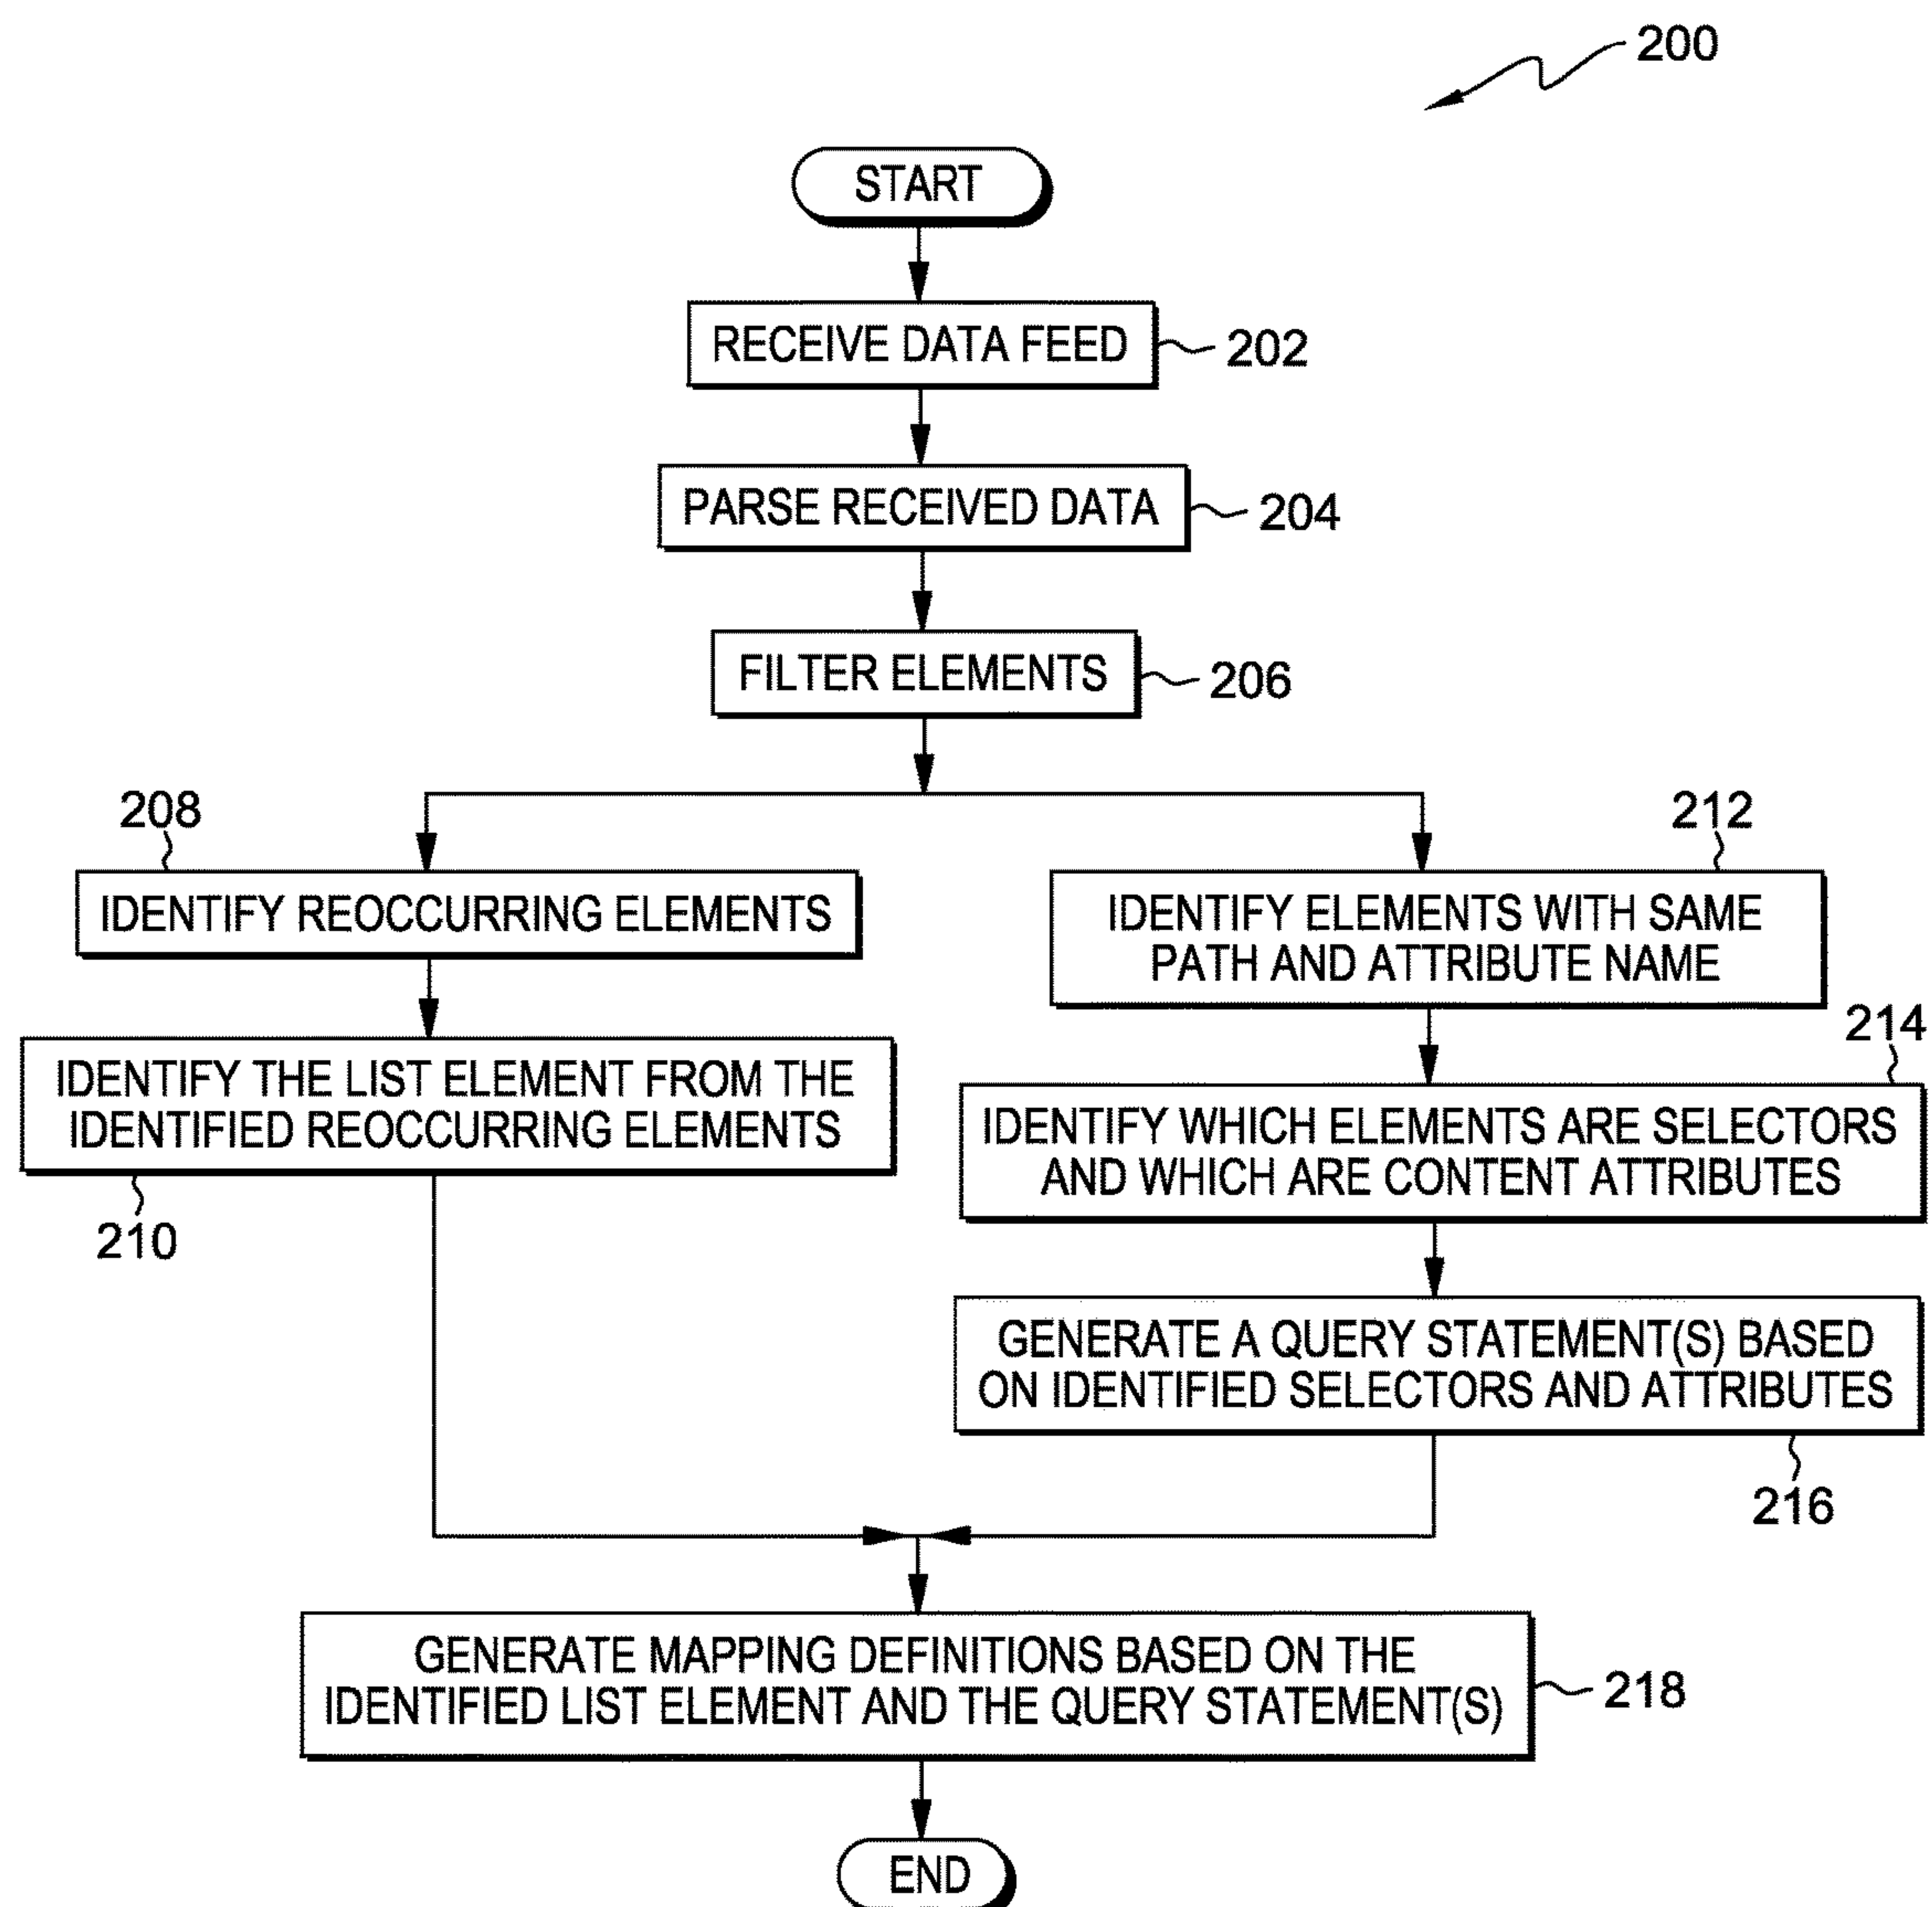 200
START
RECEIVE DATA FEED
202
PARSE RECEIVED DATA
204
FILTER ELEMENTS
206
208
IDENTIFY REOCCURRING ELEMENTS
IDENTIFY THE LIST ELEMENT FROM THE
IDENTIFIED REOCCURRING ELEMENTS
210
212
IDENTIFY ELEMENTS WITH SAME
PATH AND ATTRIBUTE NAME
214
IDENTIFY WHICH ELEMENTS ARE SELECTORS
AND WHICH ARE CONTENT ATTRIBUTES
GENERATE A QUERY STATEMENT(S) BASED
ON IDENTIFIED SELECTORS AND ATTRIBUTES
216
GENERATE MAPPING DEFINITIONS BASED ON THE
IDENTIFIED LIST ELEMENT AND THE QUERY STATEMENT(S)
218
END